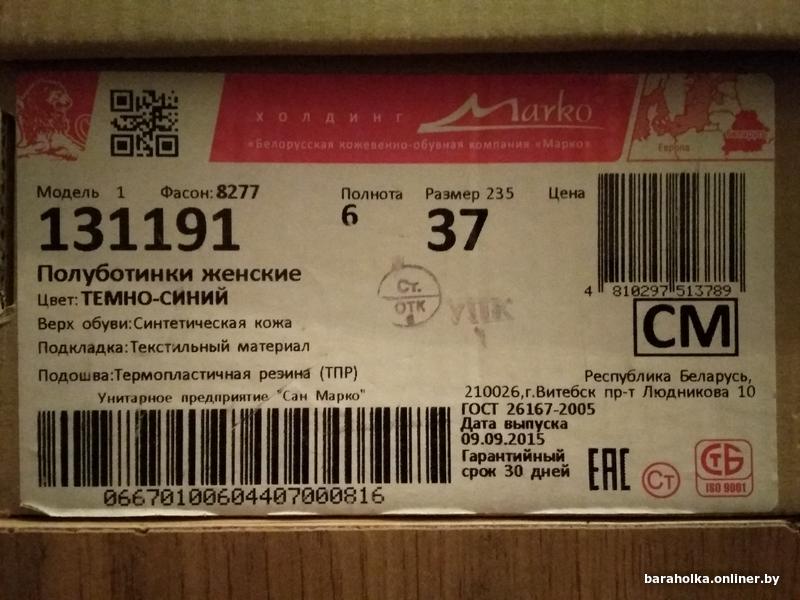 ХОЛДИНГ Marko
«Белорусская кожевенно-обувная компания «Марко»
Европа
Беларусь
Модель 1 Фасон:8277 Полнота Размер 235 Цена
131191 6 37
Полуботинки женские
Цвет:ТЕМНО-СИНИЙ
Ст.
ОТК
4 810297 513789
Верх обуви:Синтетическая кожа
СМ
Подкладка:Текстильный материал
Подошва:Термопластичная резина (ТПР)
Республика Беларусь,
210026,г.Витебск пр-т Людникова 10
Унитарное предприятие "Сан Марко"
ГОСТ 26167-2005
Дата выпуска
09.09.2015
Гарантийный
срок 30 дней
ЕАС
Ст
СТБ
ISO 9001
06670100604407000816
baraholka.onliner.by